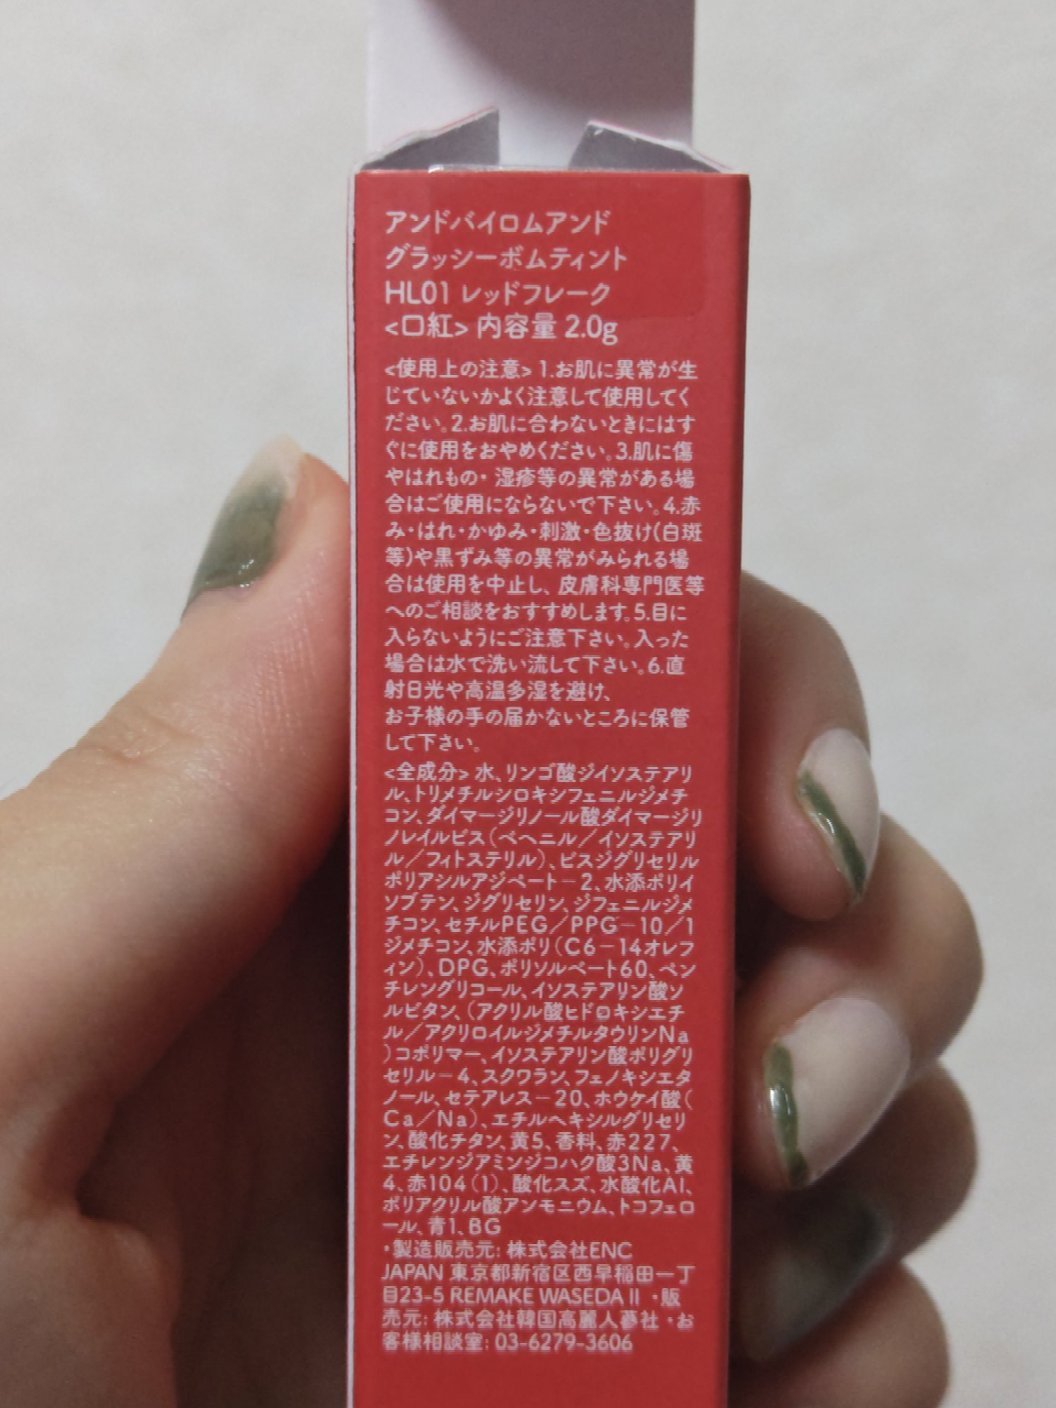 アンドバイロムアンド
グラッシーボムティント
HL01 レッドフレーク
<口紅> 内容量 2.0g
<使用上の注意> 1.お肌に異常が生
じていないかよく注意して使用してく
ださい。2.お肌に合わないときにはす
ぐに使用をおやめください。3.肌に傷
やはれもの・湿疹等の異常がある場
合はご使用にならないで下さい。4.赤
み・はれ・かゆみ・刺激・色抜け(白斑
等)や黒ずみ等の異常がみられる場
合は使用を中止し、皮膚科専門医等
へのご相談をおすすめします。5.目に
入らないようにご注意下さい。入った
場合は水で洗い流して下さい。6.直
射日光や高温多湿を避け、
お子様の手の届かないところに保管
して下さい。
<全成分> 水、リンゴ酸ジイソステアリ
ル、トリメチルシロキシフェニルジメチ
コン、ダイマージリノール酸ダイマージリ
ノレイルビス(ベヘニル/イソステアリ
ル/フィトステリル)、ビスジグリセリル
ポリアシルアジペート-2、水添ポリイ
ソブテン、ジグリセリン、ジフェニルジメ
チコン、セチルPEG/PPG-10/1
ジメチコン、水添ポリ(C6-14オレフ
ィン)、DPG、ポリソルベート60、ペン
チレングリコール、イソステアリン酸ソ
ルビタン、(アクリル酸ヒドロキシエチ
ル/アクリロイルジメチルタウリンNa
)コポリマー、イソステアリン酸ポリグリ
セリル-4、スクワラン、フェノキシエタ
ノール、セテアレス-20、ホウケイ酸(
Ca/Na)、エチルヘキシルグリセリ
ン、酸化チタン、黄5、香料、赤227、
エチレンジアミンジコハク酸3Na、黄
4、赤104(1)、酸化スズ、水酸化Al、
ポリアクリル酸アンモニウム、トコフェロ
ール、青1、BG
・製造販売元: 株式会社ENC
JAPAN 東京都新宿区西早稲田一丁
目23-5 REMAKE WASEDA II ・販
売元: 株式会社韓国高麗人蔘社 ・お
客様相談室: 03-6279-3606